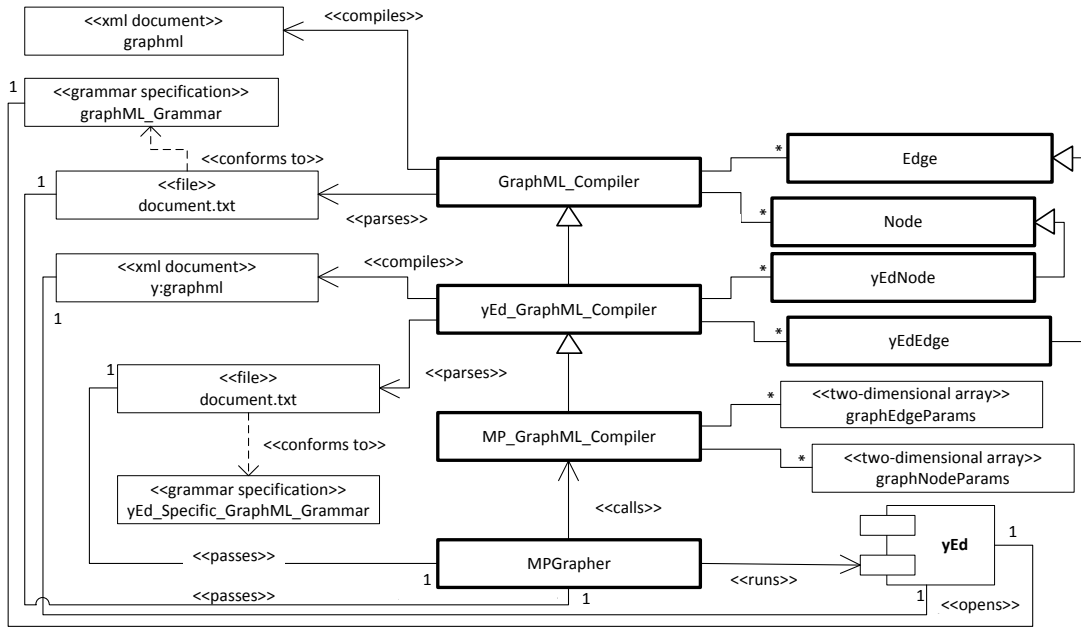 <<xml document>>
graphml
<<compiles>>
1
<<grammar specification>>
graphML_Grammar
<<conforms to>>
1
<<file>>
document.txt
<<parses>>
GraphML_Compiler
*
Edge
*
Node
<<xml document>>
y:graphml
1
<<compiles>>
yEd_GraphML_Compiler
*
yEdNode
*
yEdEdge
1
<<file>>
document.txt
<<parses>>
<<conforms to>>
<<grammar specification>>
yEd_Specific_GraphML_Grammar
MP_GraphML_Compiler
*
<<two-dimensional array>>
graphEdgeParams
*
<<two-dimensional array>>
graphNodeParams
<<calls>>
<<passes>>
MPGrapher
<<runs>>
yEd
1
1
<<passes>>
1
1
<<opens>>